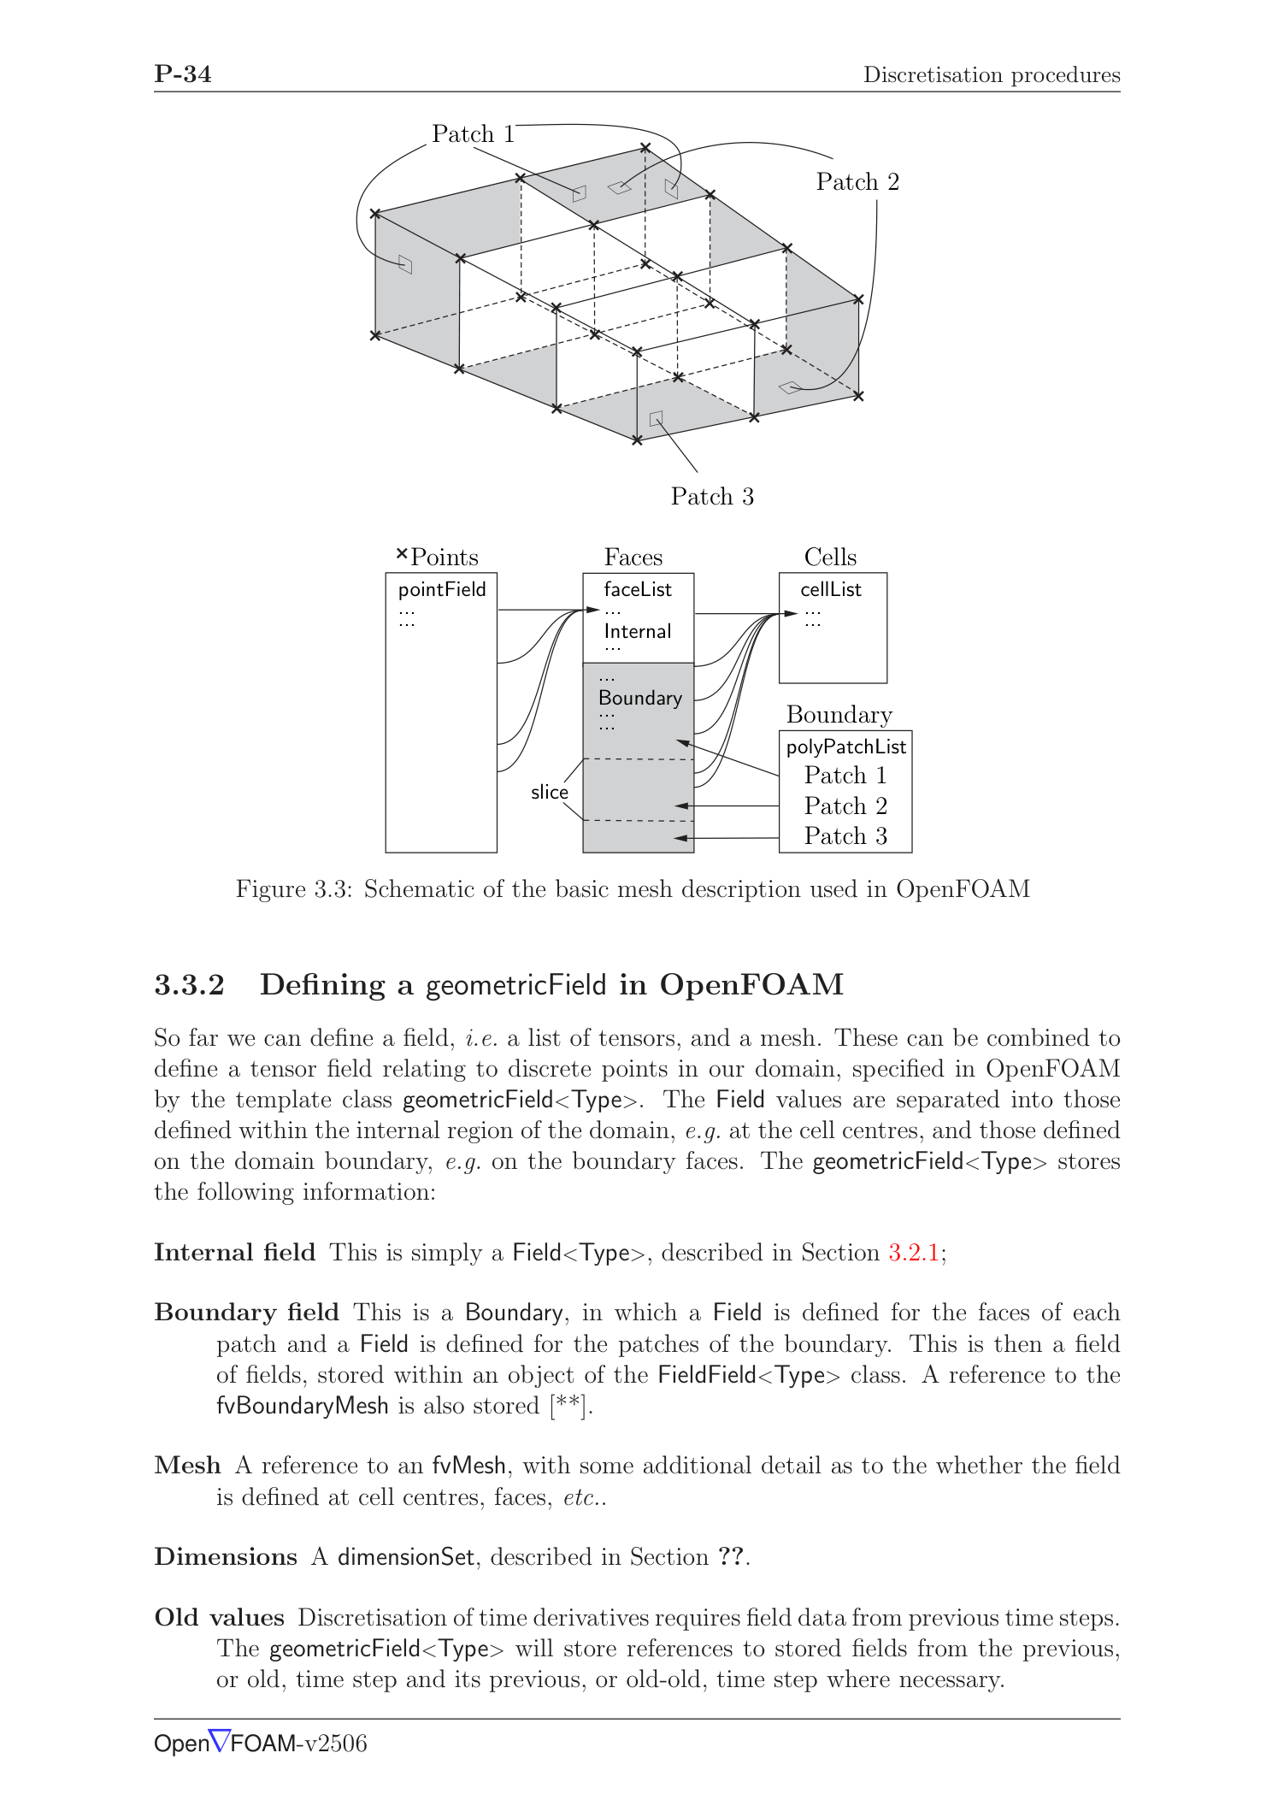 P-34 Discretisation procedures
Patch 1
Patch 2
Patch 3
×Points Faces Cells
pointField faceList cellList
... ... ...
... Internal ...
...
...
Boundary
...
...
Boundary
polyPatchList
Patch 1
slice
Patch 2
Patch 3
Figure 3.3: Schematic of the basic mesh description used in OpenFOAM
3.3.2 Defining a geometricField in OpenFOAM
So far we can define a field, i.e. a list of tensors, and a mesh. These can be combined to
define a tensor field relating to discrete points in our domain, specified in OpenFOAM
by the template class geometricField<Type>. The Field values are separated into those
defined within the internal region of the domain, e.g. at the cell centres, and those defined
on the domain boundary, e.g. on the boundary faces. The geometricField<Type> stores
the following information:
Internal field This is simply a Field<Type>, described in Section 3.2.1;
Boundary field This is a Boundary, in which a Field is defined for the faces of each
patch and a Field is defined for the patches of the boundary. This is then a field
of fields, stored within an object of the FieldField<Type> class. A reference to the
fvBoundaryMesh is also stored [**].
Mesh A reference to an fvMesh, with some additional detail as to the whether the field
is defined at cell centres, faces, etc..
Dimensions A dimensionSet, described in Section ??.
Old values Discretisation of time derivatives requires field data from previous time steps.
The geometricField<Type> will store references to stored fields from the previous,
or old, time step and its previous, or old-old, time step where necessary.
Open∇FOAM-v2506